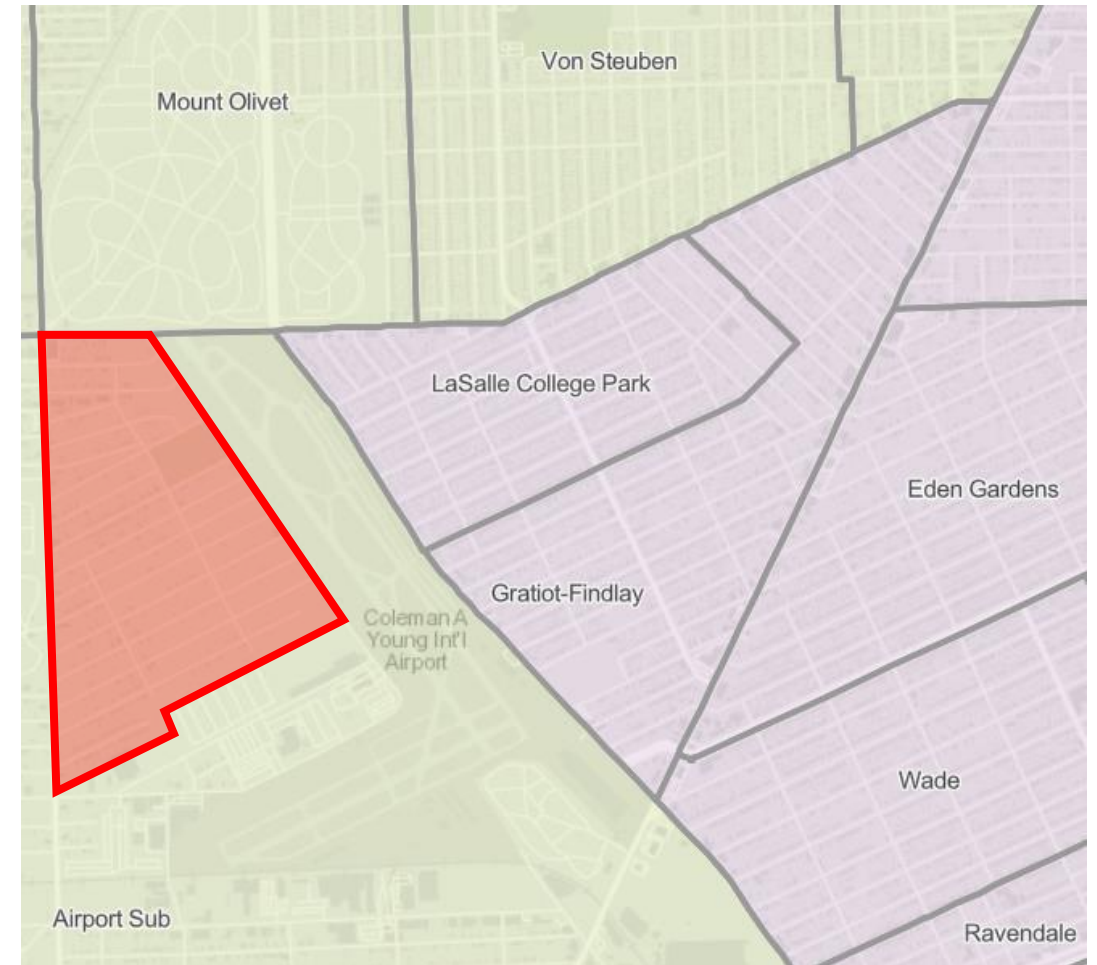 Von Steuben
Mount Olivet
LaSalle College Park
Eden Gardens
Gratiot-Findlay
Coleman A
Young Int'l
Airport
Wade
Airport Sub
Ravendale